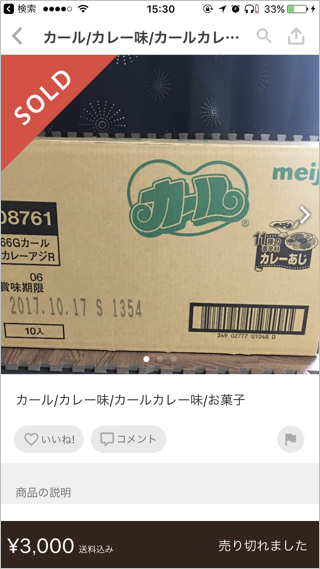 検索
15:30
33%
カール/カレー味/カールカレ…
SOLD
カール
®
meij
08761
66Gカール
カレーアジR
11種の
カレーあじ
06
賞味期限
2017.10.17 S 1354
10入
カール/カレー味/カールカレー味/お菓子
いいね!
コメント
商品の説明
¥3,000 送料込み
売り切れました